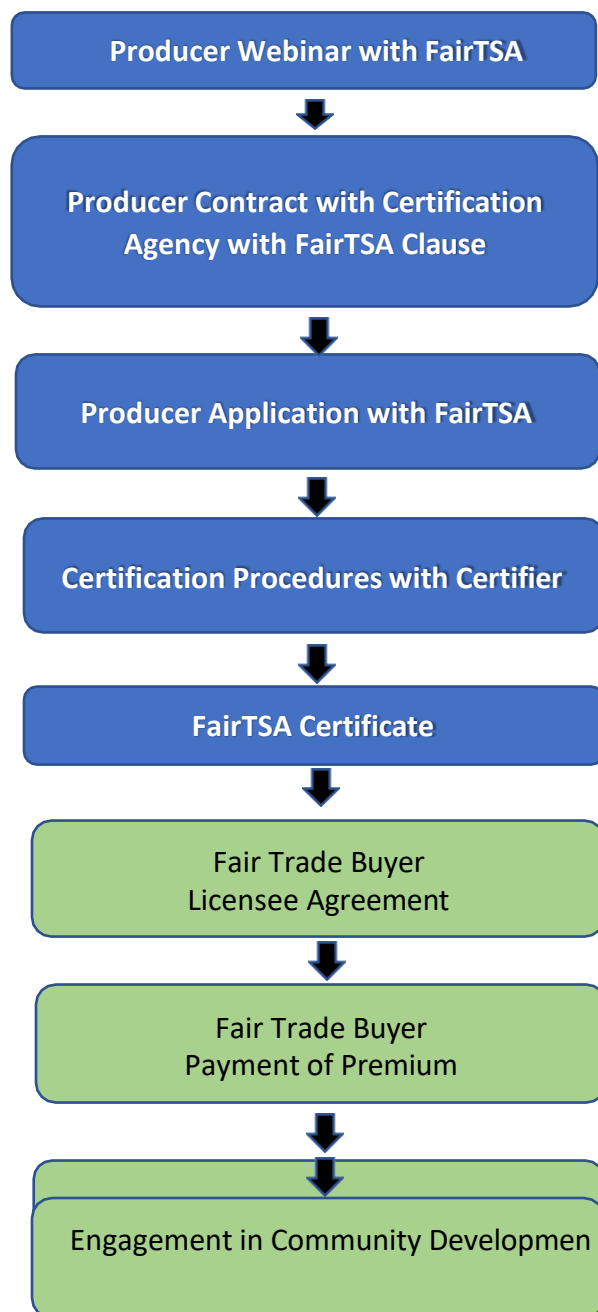 Producer Webinar with FairTSA
Producer Contract with Certification
Agency with FairTSA Clause
Producer Application with FairTSA
Certification Procedures with Certifier
FairTSA Certificate
Fair Trade Buyer
Licensee Agreement
Fair Trade Buyer
Payment of Premium
Engagement in Community Developmen